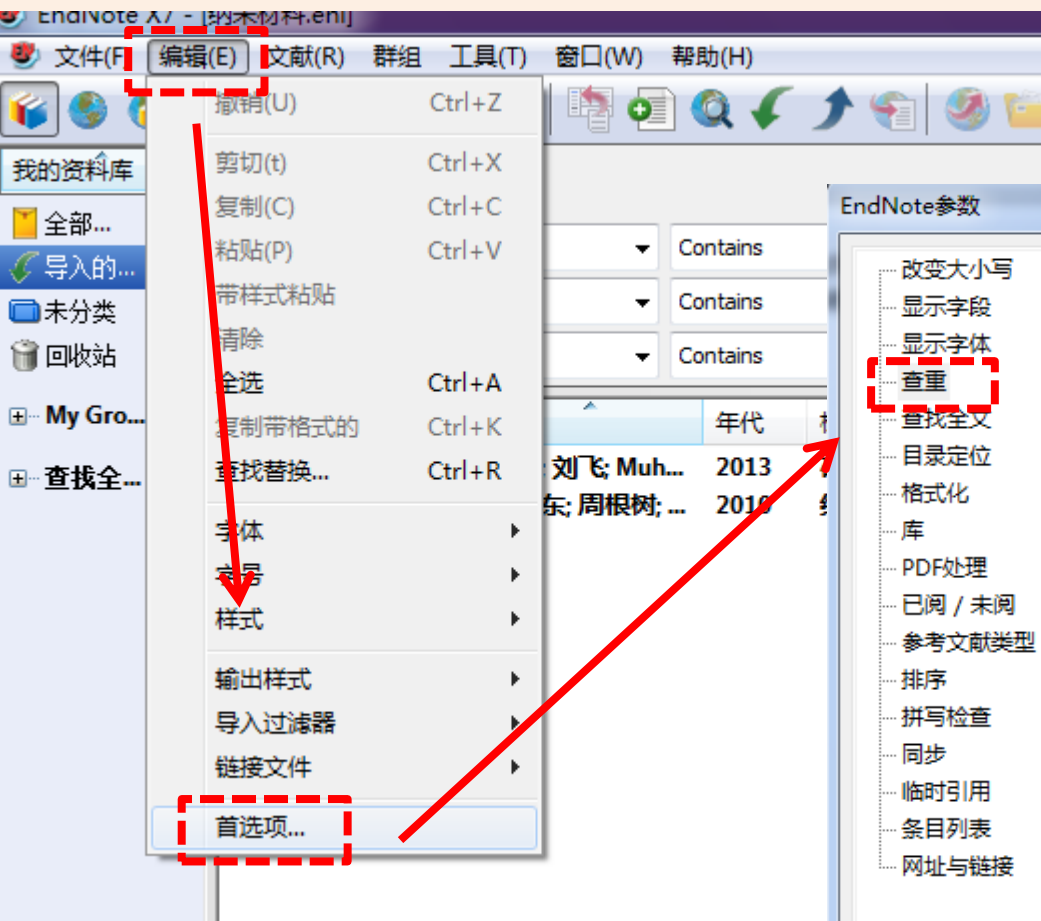 EndNote X7 - [纳米材料.enl]
文件(F 编辑(E) 文献(R) 群组 工具(T) 窗口(W) 帮助(H)
撤销(U) Ctrl+Z
剪切(t) Ctrl+X
复制(C) Ctrl+C
粘贴(P) Ctrl+V
带样式粘贴
清除
全选 Ctrl+A
复制带格式的 Ctrl+K
查找替换... Ctrl+R
字体
字号
样式
输出样式
导入过滤器
链接文件
首选项...
我的资料库
全部...
导入的...
未分类
回收站
My Gro...
查找全...
Contains
Contains
Contains
年代
; 刘飞; Muh... 2013
东; 周根树; ... 2010
EndNote参数
改变大小写
显示字段
显示字体
查重
查找全文
目录定位
格式化
库
PDF处理
已阅 / 未阅
参考文献类型
排序
拼写检查
同步
临时引用
条目列表
网址与链接